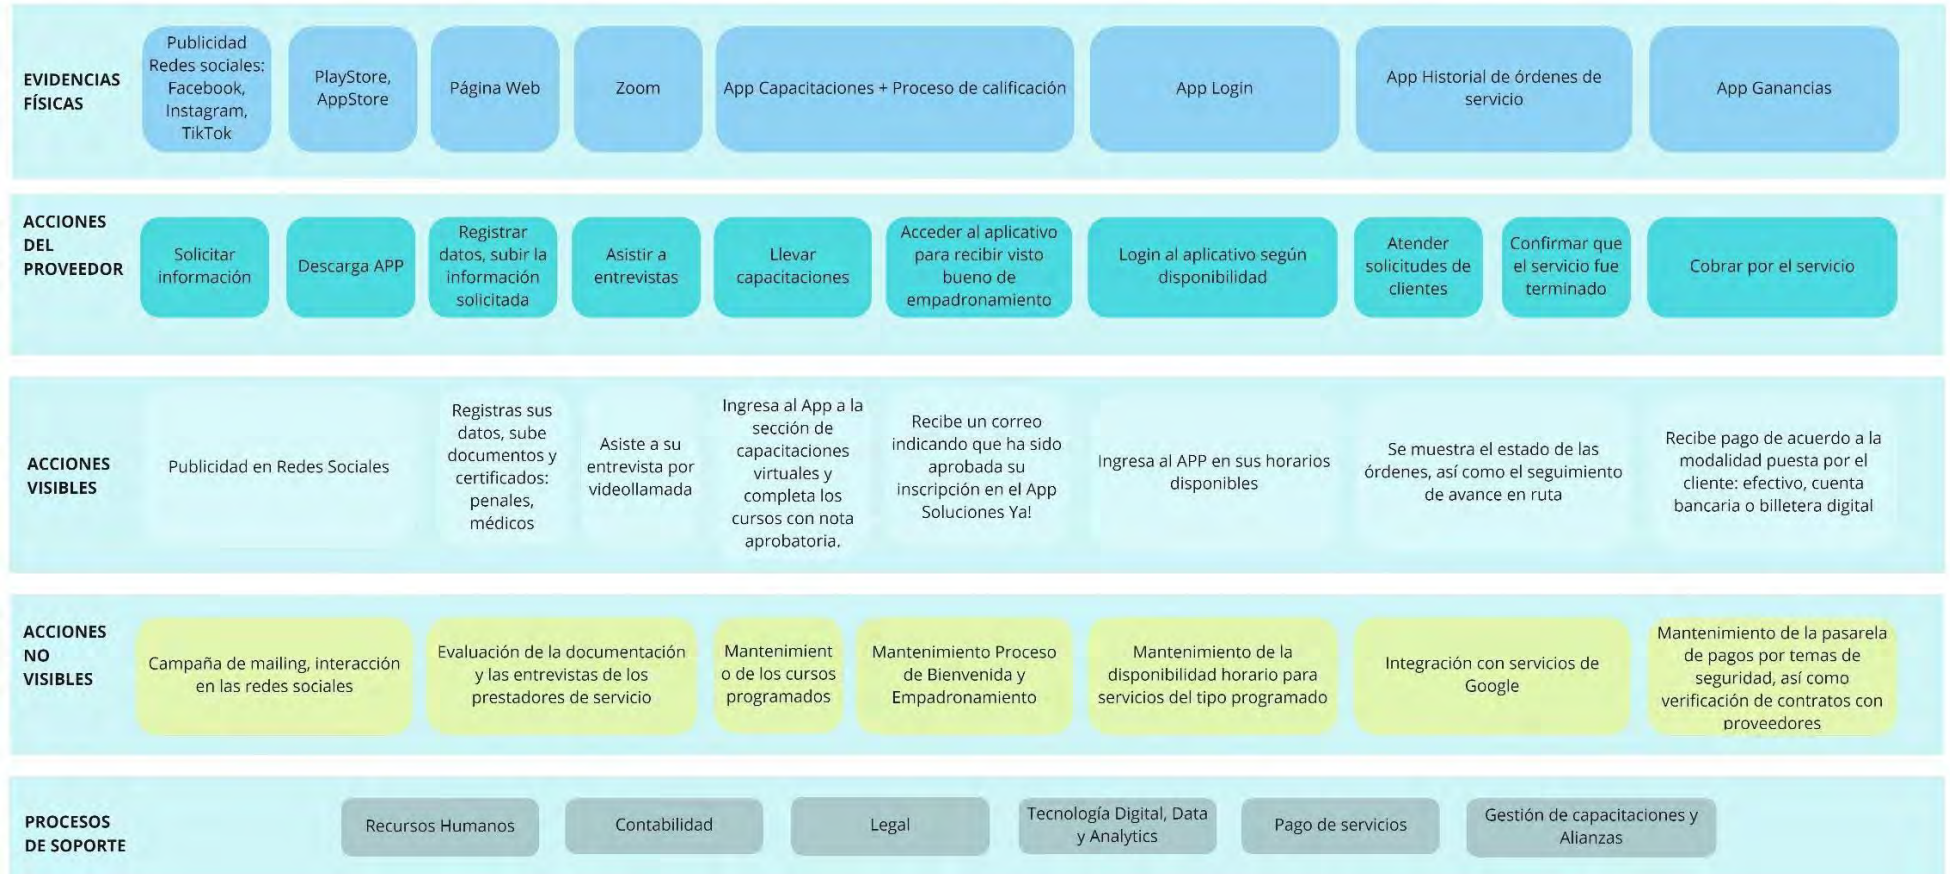 EVIDENCIAS
FÍSICAS
Publicidad
Redes sociales:
Facebook,
Instagram,
TikTok
PlayStore,
AppStore
Página Web
Zoom
App Capacitaciones + Proceso de calificación
App Login
App Historial de órdenes de
servicio
App Ganancias
ACCIONES
DEL
PROVEEDOR
Solicitar
información
Descarga APP
Registrar
datos, subir la
información
solicitada
Asistir a
entrevistas
Llevar
capacitaciones
Acceder al aplicativo
para recibir visto
bueno de
empadronamiento
Login al aplicativo según
disponibilidad
Atender
solicitudes de
clientes
Confirmar que
el servicio fue
terminado
Cobrar por el servicio
ACCIONES
VISIBLES
Publicidad en Redes Sociales
Registras sus
datos, sube
documentos y
certificados:
penales,
médicos
Asiste a su
entrevista por
videollamada
Ingresa al App a la
sección de
capacitaciones
virtuales y
completa los
cursos con nota
aprobatoria.
Recibe un correo
indicando que ha sido
aprobada su
inscripción en el App
Soluciones Ya!
Ingresa al APP en sus horarios
disponibles
Se muestra el estado de las
órdenes, así como el seguimiento
de avance en ruta
Recibe pago de acuerdo a la
modalidad puesta por el
cliente: efectivo, cuenta
bancaria o billetera digital
ACCIONES
NO
VISIBLES
Campaña de mailing, interacción
en las redes sociales
Evaluación de la documentación
y las entrevistas de los
prestadores de servicio
Mantenimient
o de los cursos
programados
Mantenimiento Proceso
de Bienvenida y
Empadronamiento
Mantenimiento de la
disponibilidad horario para
servicios del tipo programado
Integración con servicios de
Google
Mantenimiento de la pasarela
de pagos por temas de
seguridad, así como
verificación de contratos con
proveedores
PROCESOS
DE SOPORTE
Recursos Humanos
Contabilidad
Legal
Tecnología Digital, Data
y Analytics
Pago de servicios
Gestión de capacitaciones y
Alianzas